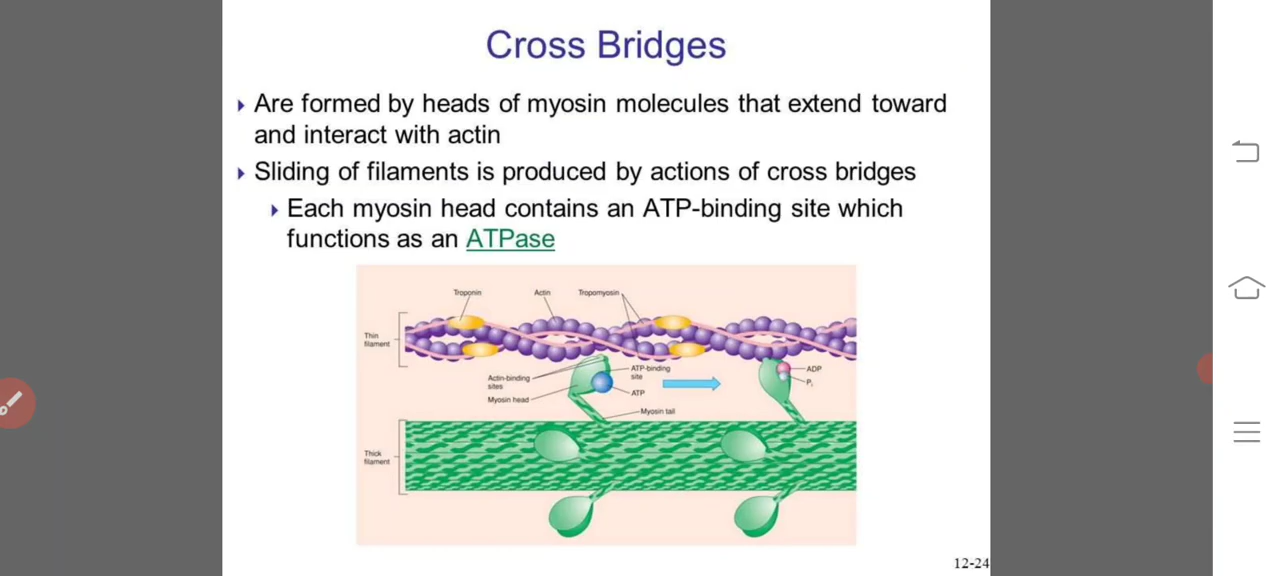 Cross Bridges
Are formed by heads of myosin molecules that extend toward
and interact with actin
Sliding of filaments is produced by actions of cross bridges
Each myosin head contains an ATP-binding site which
functions as an ATPase
Troponin
Actin
Tropomyosin
Thin
filament
Actin-binding
sites
Myosin head
ATP-binding
site
ATP
Myosin tail
ADP
Pi
Thick
filament
12-24